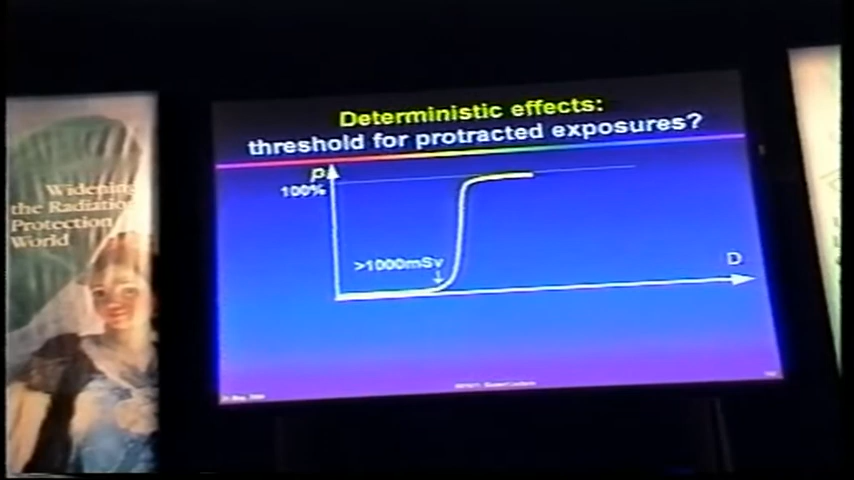 Widening
the Radiation
Protection
World
Deterministic effects:
threshold for protracted exposures?
p
100%
>1000mSv
D